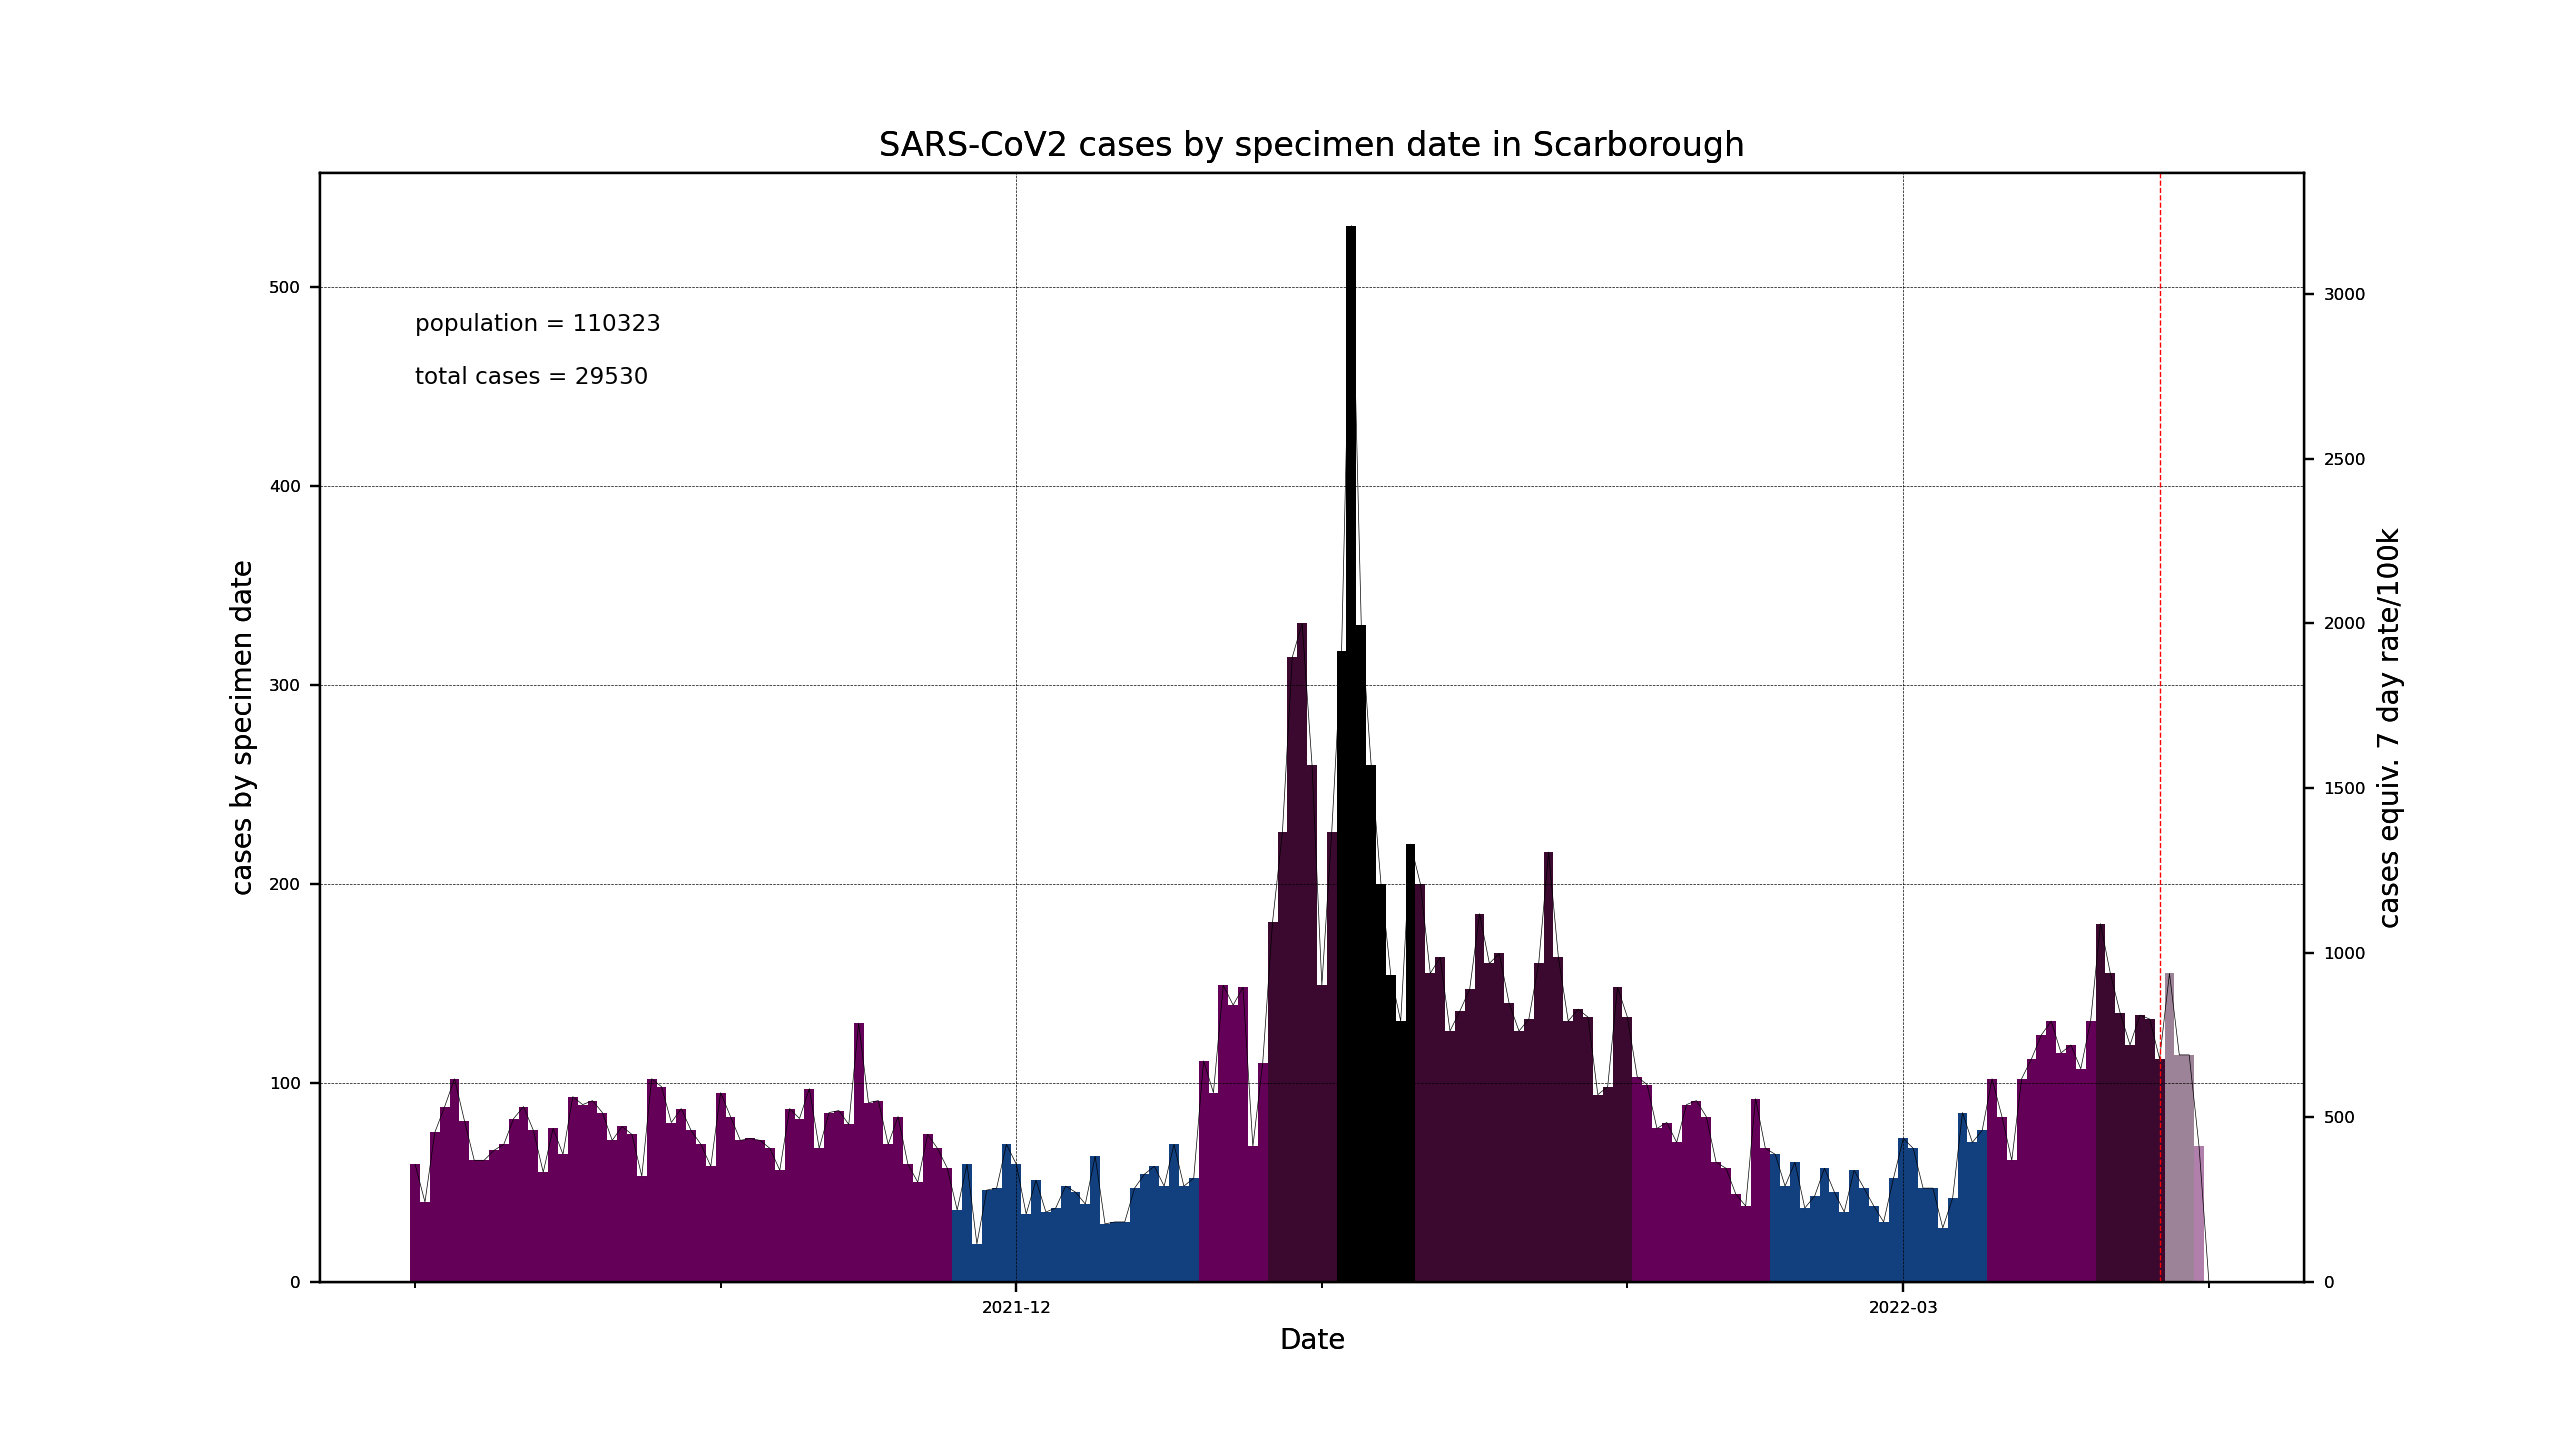 SARS-CoV2 cases by specimen date in Scarborough
population = 110323
total cases = 29530
cases by specimen date
500
400
300
200
100
0
3000
2500
2000
1500
1000
500
0
cases equiv. 7 day rate/100k
2021-12
2022-03
Date